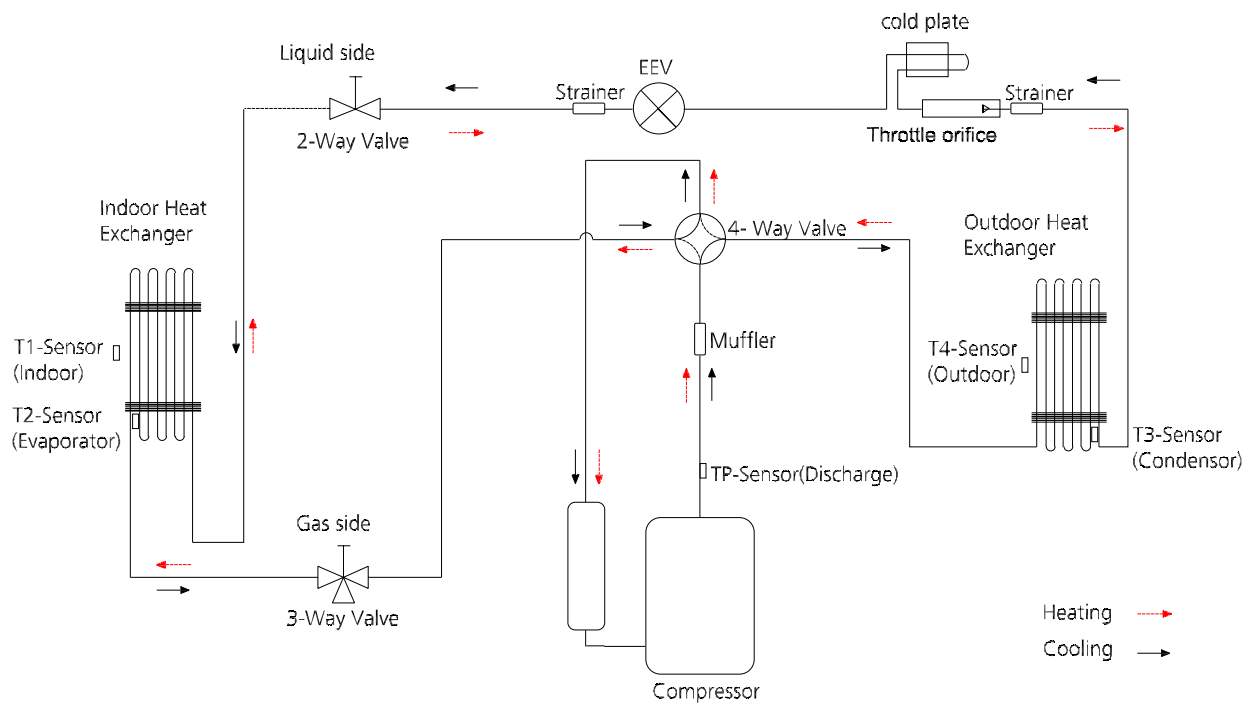 cold plate
Liquid side
EEV
Strainer
Strainer
2-Way Valve
Throttle orifice
Indoor Heat
Exchanger
4- Way Valve
Outdoor Heat
Exchanger
Muffler
T1-Sensor
(Indoor)
T4-Sensor
(Outdoor)
T2-Sensor
(Evaporator)
T3-Sensor
(Condensor)
TP-Sensor(Discharge)
Gas side
3-Way Valve
Heating
Cooling
Compressor